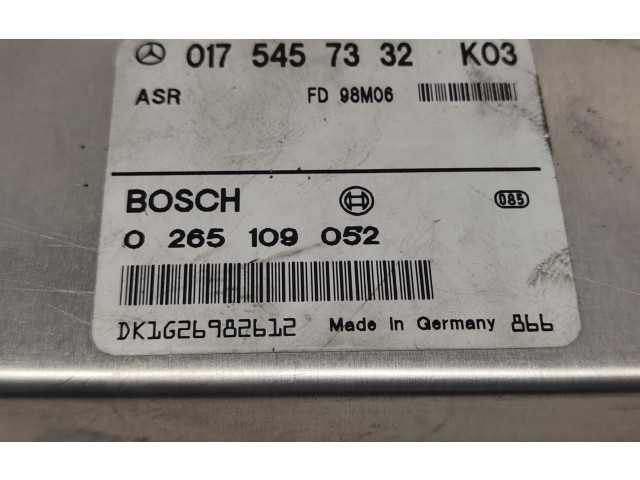 017 545 73 32 K03
ASR FD 98M06
BOSCH 085
0 265 109 052
DK1G26982612 Made in Germany 866